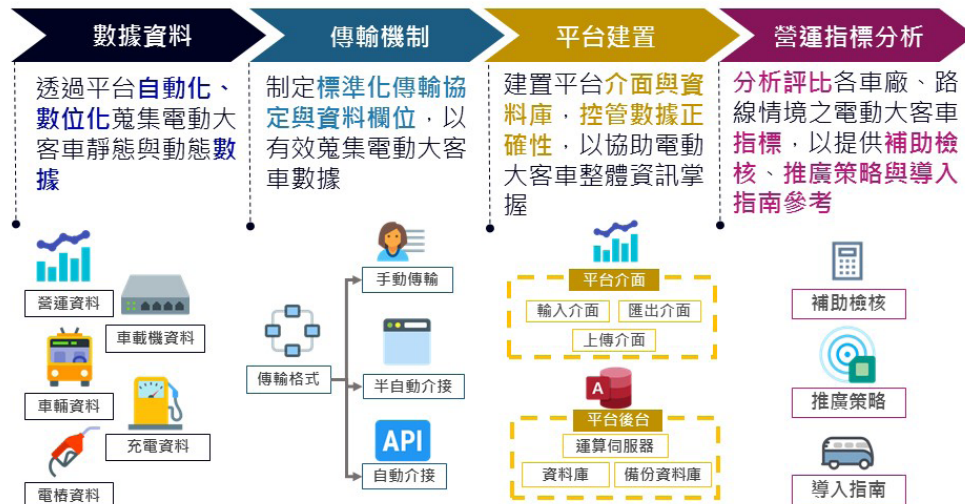 數據資料
傳輸機制
平台建置
營運指標分析
透過平台自動化、
數位化蒐集電動大
客車靜態與動態數
據
制定標準化傳輸協
定與資料欄位，以
有效蒐集電動大客
車數據
建置平台介面與資
料庫，控管數據正
確性，以協助電動
大客車整體資訊掌
握
分析評比各車廠、路
線情境之電動大客車
指標，以提供補助檢
核、推廣策略與導入
指南參考
營運資料
車載機資料
車輛資料
充電資料
電樁資料
傳輸格式
手動傳輸
半自動介接
API
自動介接
平台介面
輸入介面
匯出介面
上傳介面
A
平台後台
運算伺服器
資料庫
備份資料庫
補助檢核
推廣策略
導入指南